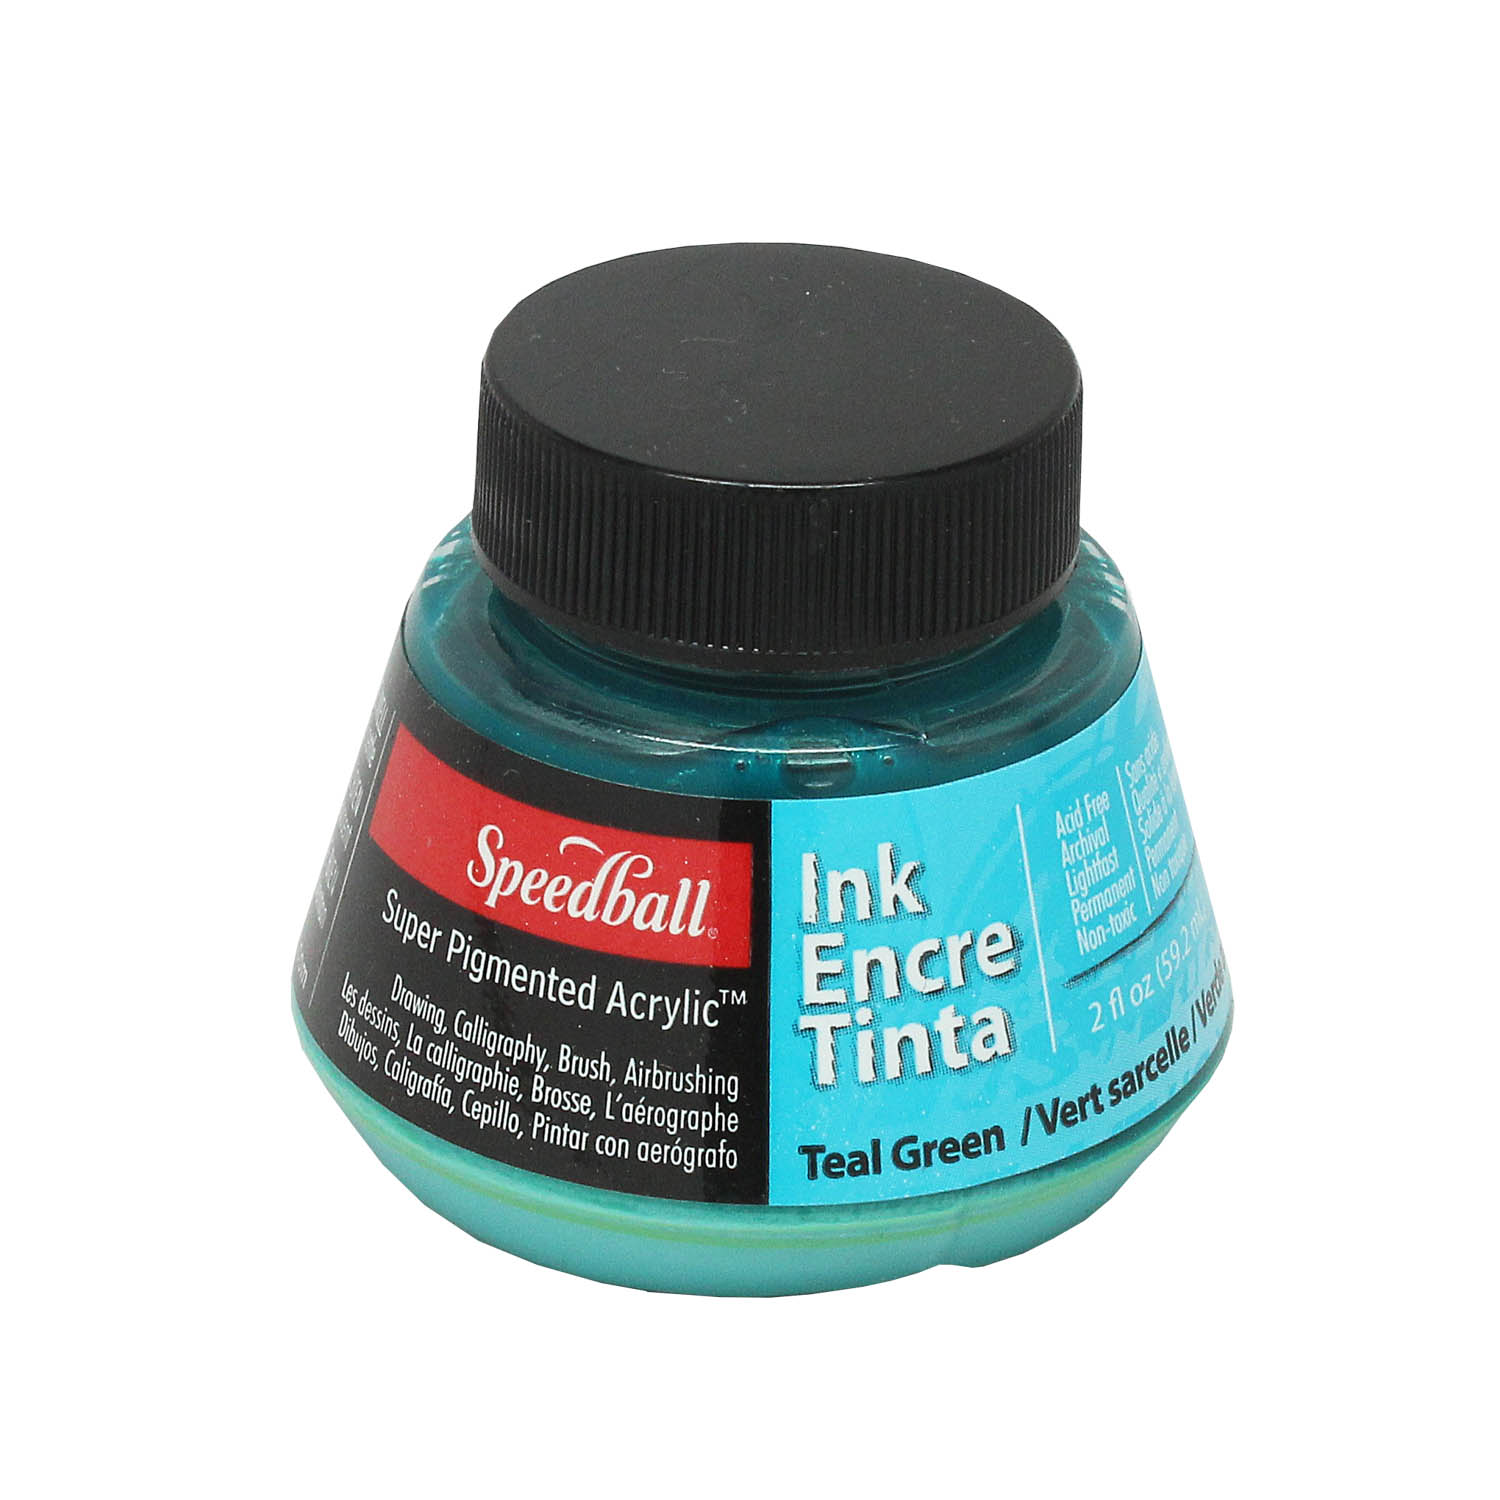 Speedball®
Super Pigmented Acrylic™
Drawing, Calligraphy, Brush, Airbrushing
Les dessins, La calligraphie, Brosse, L'aérographe
Dibujos, Caligrafía, Cepillo, Pintar con aerógrafo
Ink
Encre
Tinta
Acid Free
Archival
Lightfast
Permanent
Non-toxic
Sans acide
2 fl oz (59.2
Teal Green / Vert sarcelle /